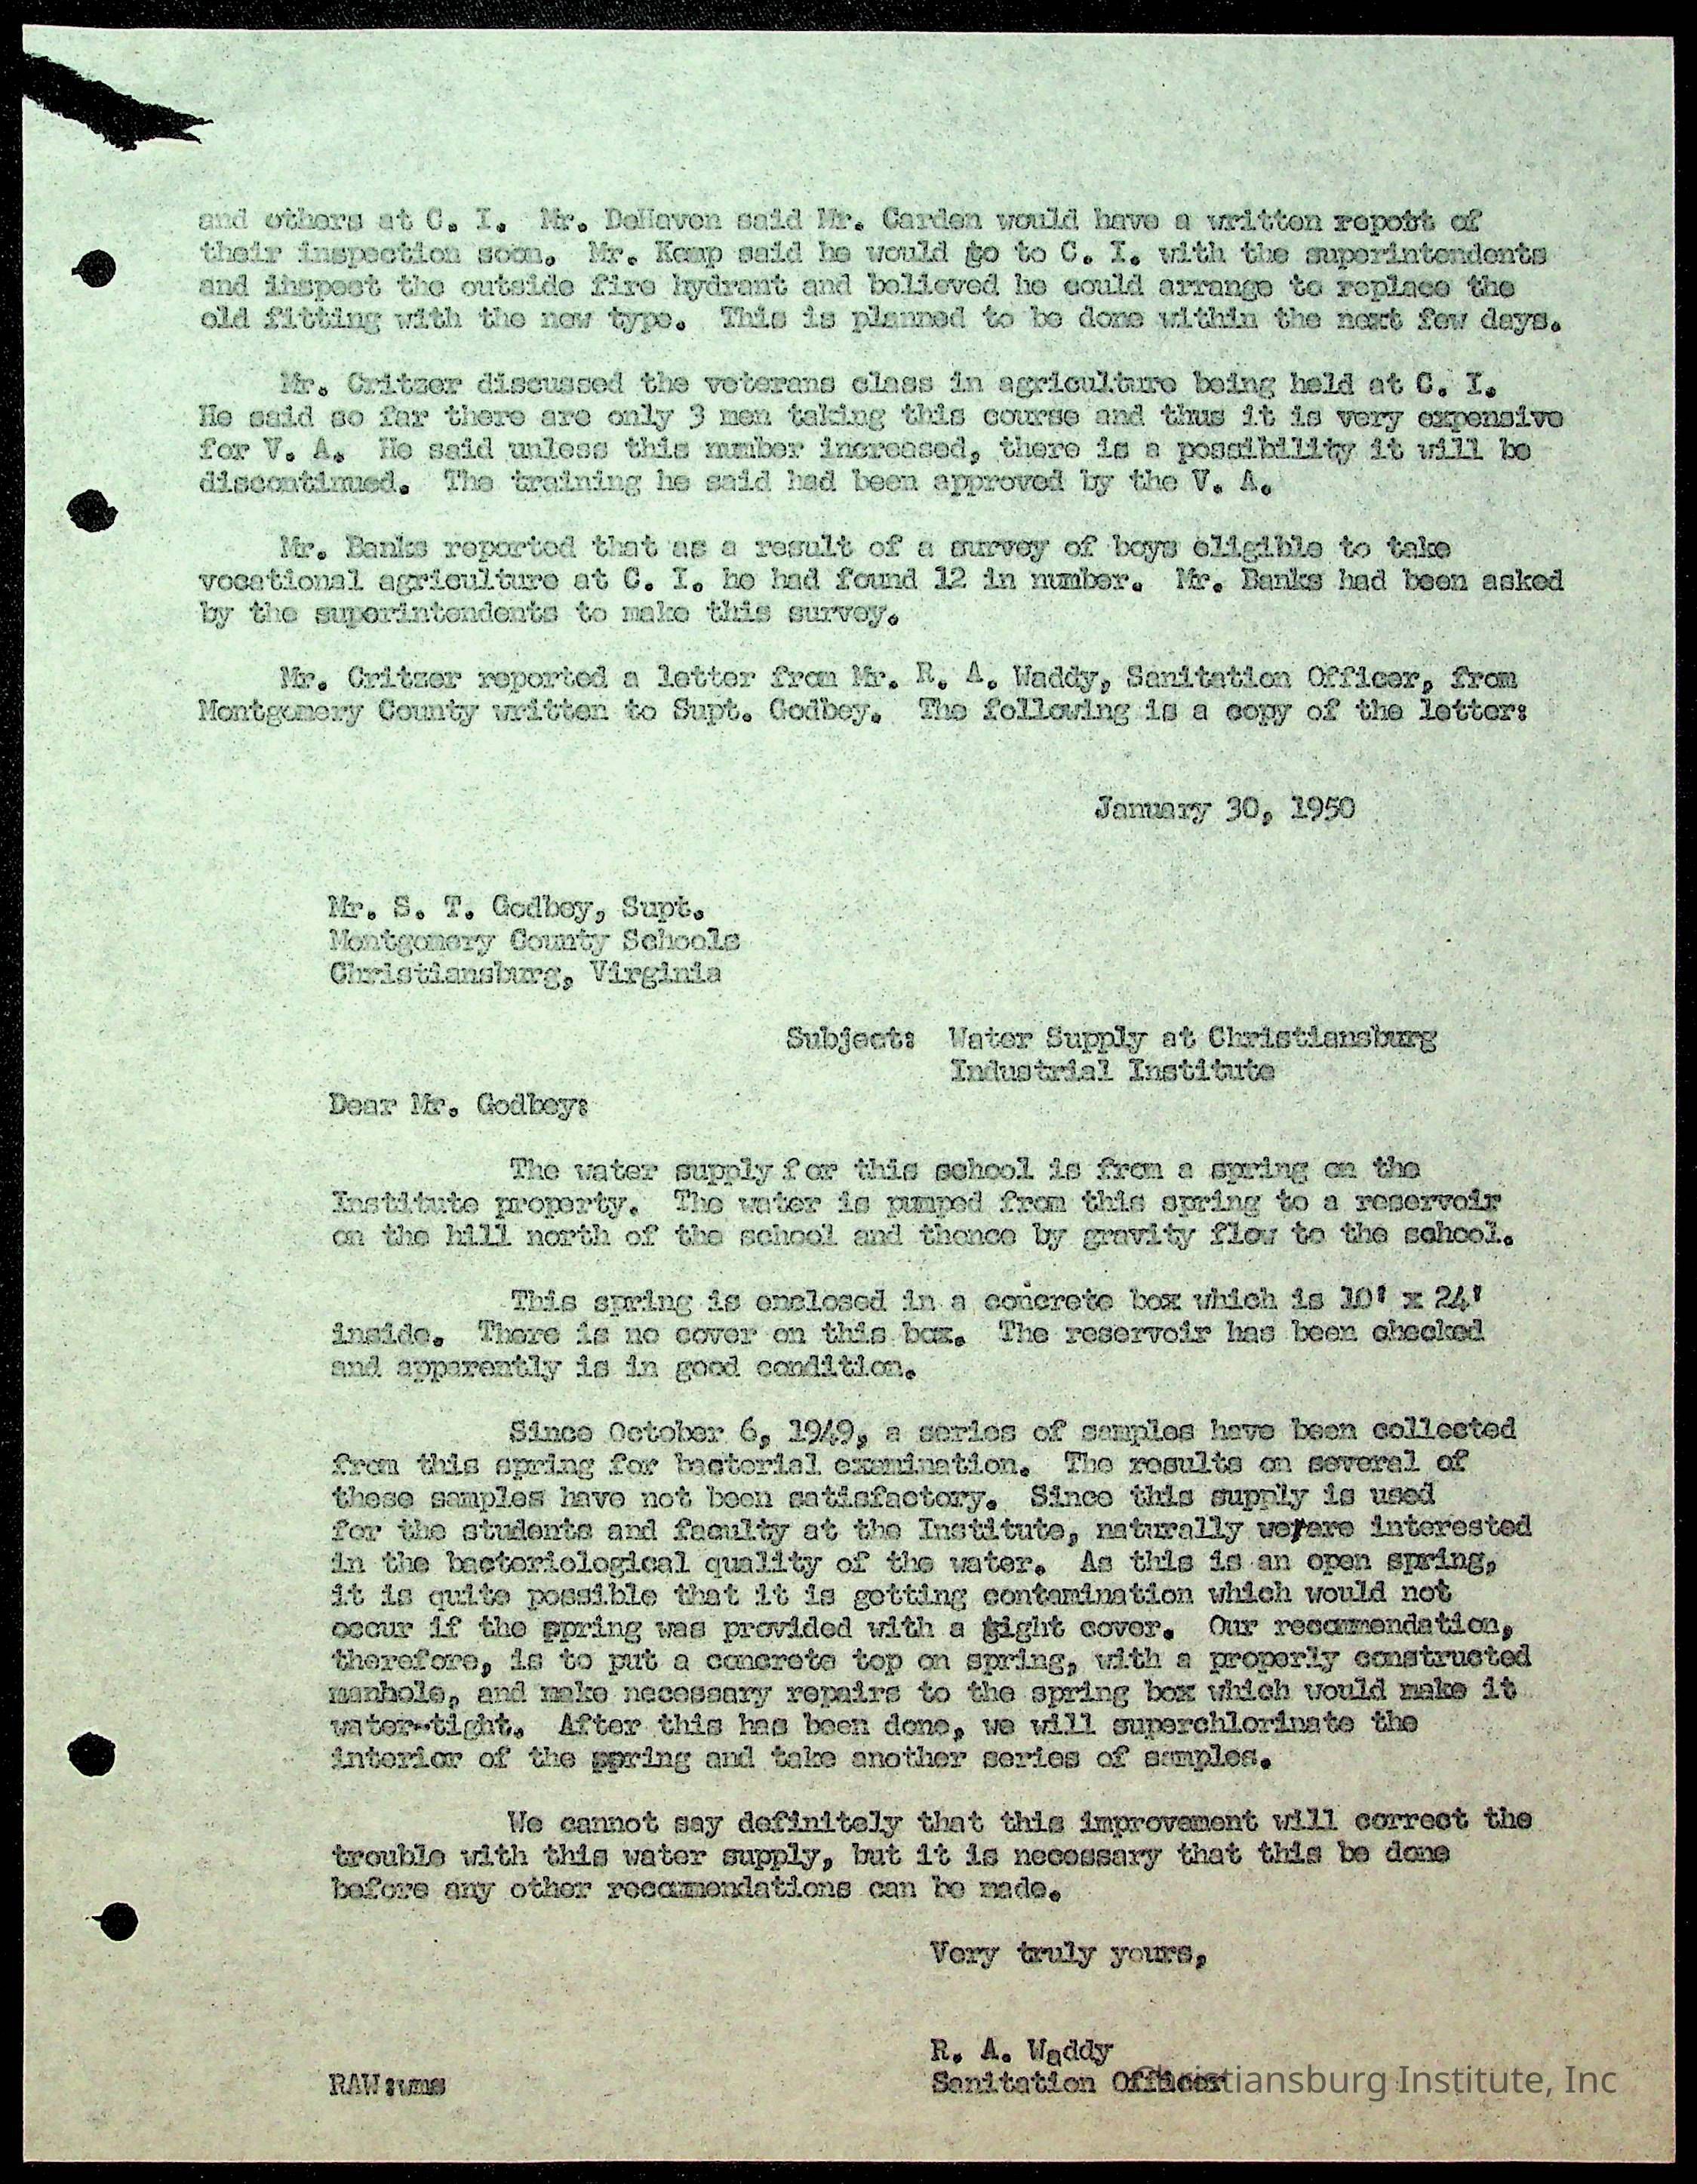 and others at C. I. Mr. DeHaven said Mr. Carden would have a written repott of
their inspection soon. Mr. Kemp said he would go to C. I. with the superintendents
and ihspect the outside fire hydrant and believed he could arrange to replace the
old fitting with the new type. This is planned to be done within the next few days.
Mr. Critzer discussed the veterans class in agriculture being held at C. I.
He said so far there are only 3 men taking this course and thus it is very expensive
for V. A. He said unless this number increased, there is a possibility it will be
discontinued. The training he said had been approved by the V. A.
Mr. Banks reported that as a result of a survey of boys eligible to take
vocational agriculture at C. I. he had found 12 in number. Mr. Banks had been asked
by the superintendents to make this survey.
Mr. Critzer reported a letter from Mr. R. A. Waddy, Sanitation Officer, from
Montgomery County written to Supt. Godbey. The following is a copy of the letter:
January 30, 1950
Mr. S. T. Godbey, Supt.
Montgomery County Schools
Christiansburg, Virginia
Subject: Water Supply at Christiansburg
Industrial Institute
Dear Mr. Godbey:
The water supply for this school is from a spring on the
Institute property. The water is pumped from this spring to a reservoir
on the hill north of the school and thence by gravity flow to the school.
This spring is enclosed in a concrete box which is 10' x 24'
inside. There is no cover on this box. The reservoir has been checked
and apparently is in good condition.
Since October 6, 1949, a series of samples have been collected
from this spring for bacterial examination. The results on several of
these samples have not been satisfactory. Since this supply is used
for the students and faculty at the Institute, naturally we/are interested
in the bacteriological quality of the water. As this is an open spring,
it is quite possible that it is getting contamination which would not
occur if the spring was provided with a tight cover. Our recommendation,
therefore, is to put a concrete top on spring, with a properly constructed
manhole, and make necessary repairs to the spring box which would make it
water-tight. After this has been done, we will superchlorinate the
interior of the spring and take another series of samples.
We cannot say definitely that this improvement will correct the
trouble with this water supply, but it is necessary that this be done
before any other recommendations can be made.
Very truly yours,
R. A. Waddy
RAW:wms
Sanitation Officer
Christiansburg Institute, Inc